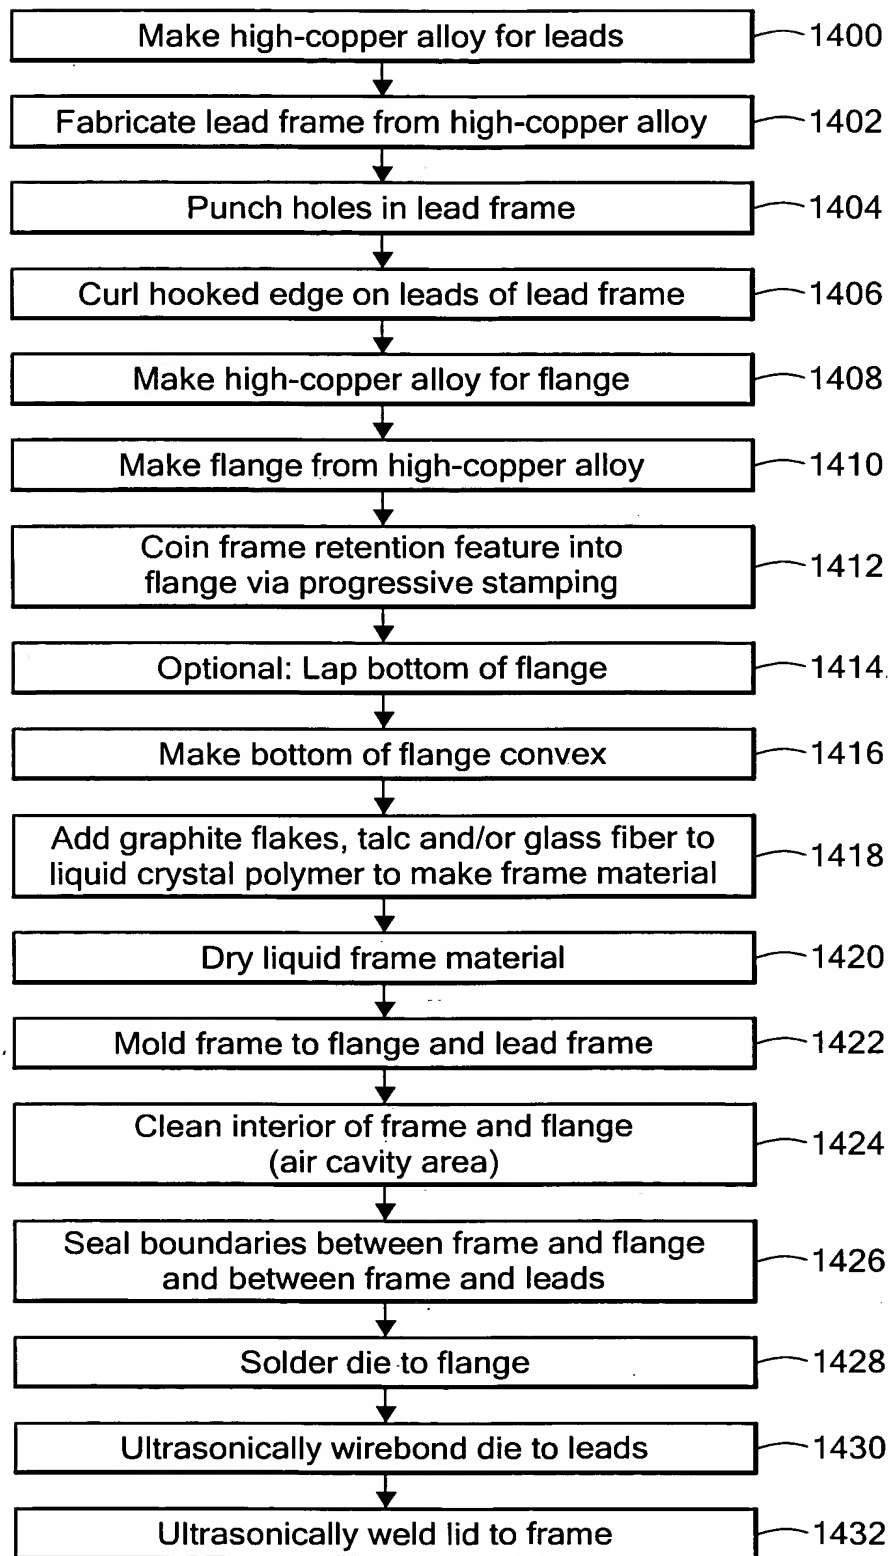 Make high-copper alloy for leads 1400
Fabricate lead frame from high-copper alloy 1402
Punch holes in lead frame 1404
Curl hooked edge on leads of lead frame 1406
Make high-copper alloy for flange 1408
Make flange from high-copper alloy 1410
Coin frame retention feature into
flange via progressive stamping 1412
Optional: Lap bottom of flange 1414
Make bottom of flange convex 1416
Add graphite flakes, talc and/or glass fiber to
liquid crystal polymer to make frame material 1418
Dry liquid frame material 1420
Mold frame to flange and lead frame 1422
Clean interior of frame and flange
(air cavity area) 1424
Seal boundaries between frame and flange
and between frame and leads 1426
Solder die to flange 1428
Ultrasonically wirebond die to leads 1430
Ultrasonically weld lid to frame 1432